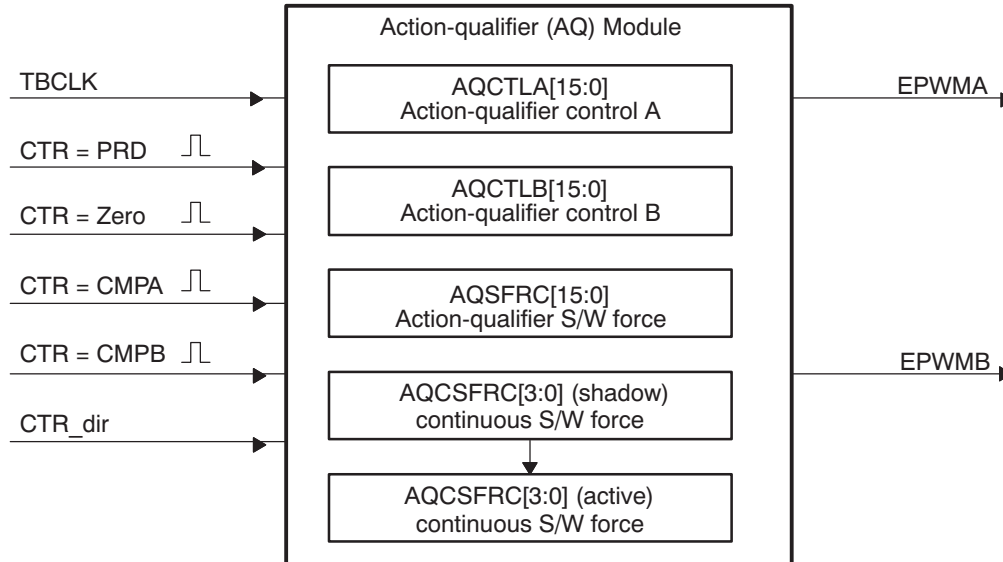 Action-qualifier (AQ) Module
TBCLK
CTR = PRD
CTR = Zero
CTR = CMPA
CTR = CMPB
CTR_dir
AQCTLA[15:0]
Action-qualifier control A
AQCTLB[15:0]
Action-qualifier control B
AQSFRC[15:0]
Action-qualifier S/W force
AQCSFRC[3:0] (shadow)
continuous S/W force
AQCSFRC[3:0] (active)
continuous S/W force
EPWMA
EPWMB